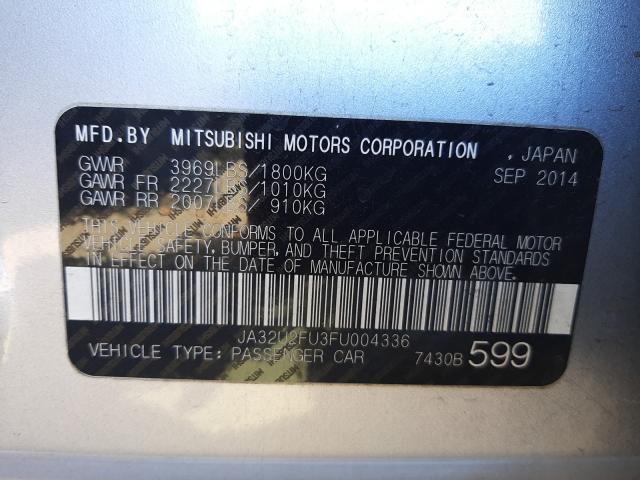 MFD.BY MITSUBISHI MOTORS CORPORATION , JAPAN
GVWR 3969LBS/1800KG SEP 2014
GAWR FR 2227LBS/1010KG
GAWR RR 2007LBS/ 910KG
THIS VEHICLE CONFORMS TO ALL APPLICABLE FEDERAL MOTOR
VEHICLE SAFETY, BUMPER, AND THEFT PREVENTION STANDARDS
IN EFFECT ON THE DATE OF MANUFACTURE SHOWN ABOVE.
JA32U2FU3FU004336
VEHICLE TYPE: PASSENGER CAR 7430B 599